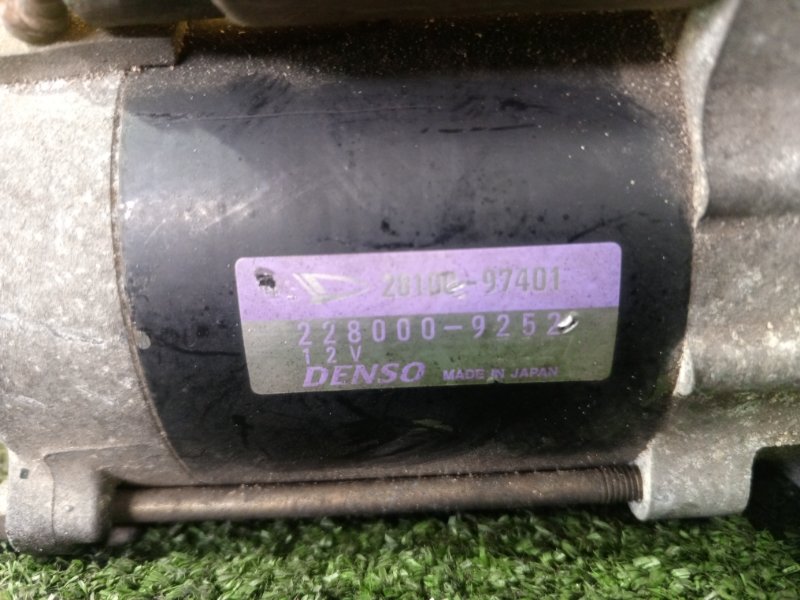 28100-97401
228000-9252
12V
DENSO MADE IN JAPAN